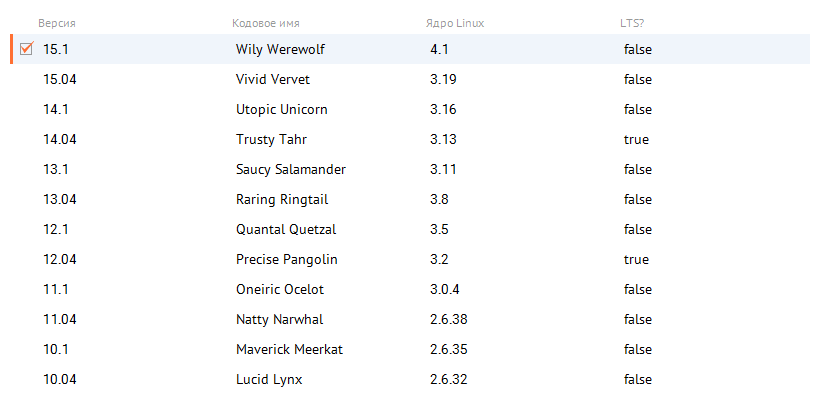 Версия Кодовое имя Ядро Linux LTS?
15.1 Wily Werewolf 4.1 false
15.04 Vivid Vervet 3.19 false
14.1 Utopic Unicorn 3.16 false
14.04 Trusty Tahr 3.13 true
13.1 Saucy Salamander 3.11 false
13.04 Raring Ringtail 3.8 false
12.1 Quantal Quetzal 3.5 false
12.04 Precise Pangolin 3.2 true
11.1 Oneiric Ocelot 3.0.4 false
11.04 Natty Narwhal 2.6.38 false
10.1 Maverick Meerkat 2.6.35 false
10.04 Lucid Lynx 2.6.32 false